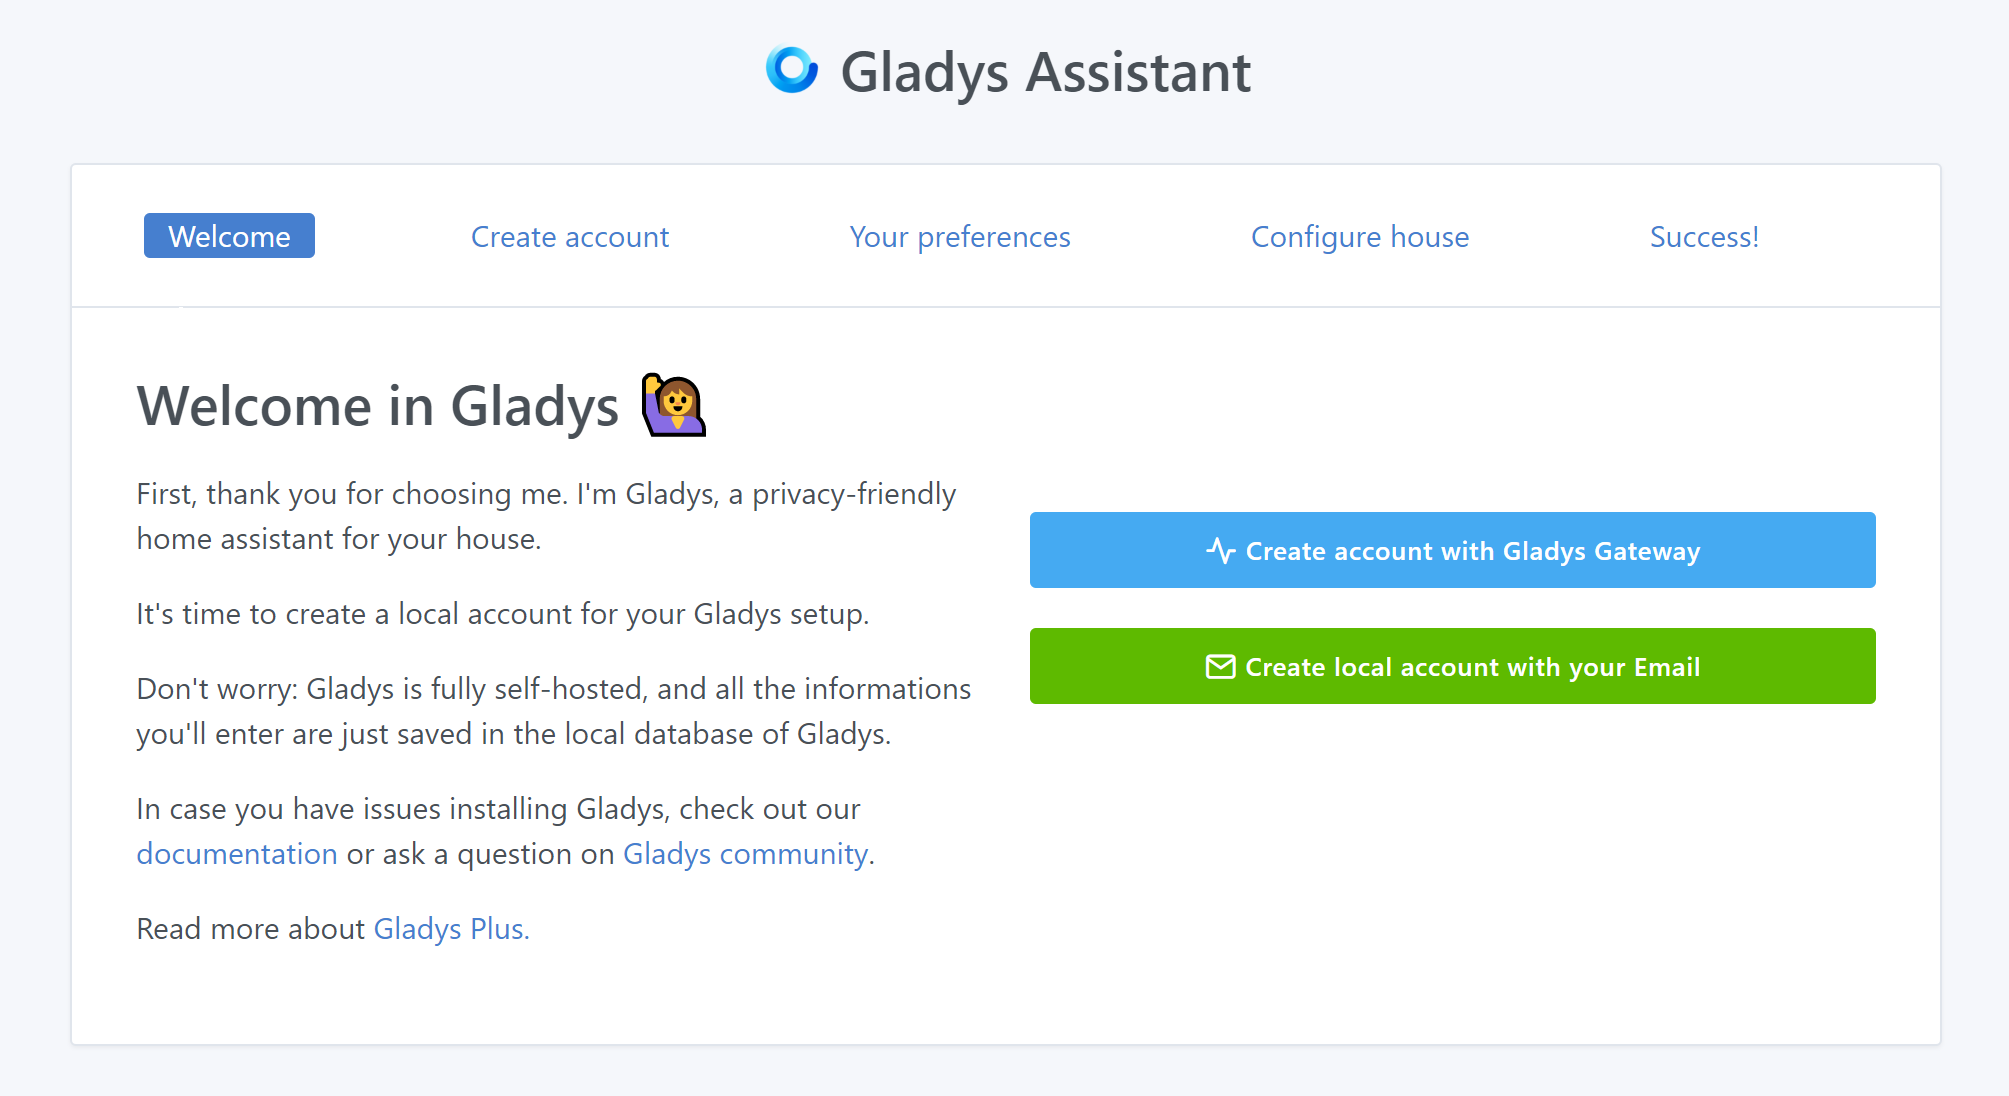 Gladys Assistant
Welcome
Create account
Your preferences
Configure house
Success!
Welcome in Gladys
First, thank you for choosing me. I'm Gladys, a privacy-friendly
home assistant for your house.
It's time to create a local account for your Gladys setup.
Don't worry: Gladys is fully self-hosted, and all the informations
you'll enter are just saved in the local database of Gladys.
In case you have issues installing Gladys, check out our
documentation or ask a question on Gladys community.
Read more about Gladys Plus.
Create account with Gladys Gateway
Create local account with your Email